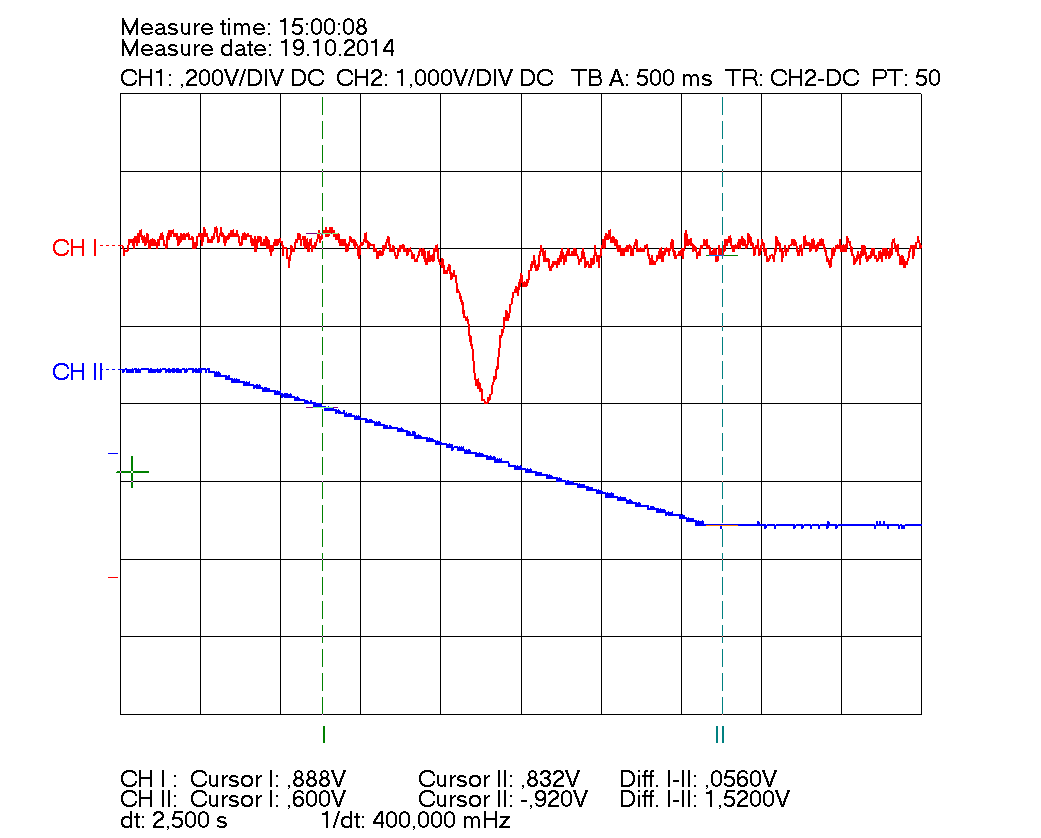 Measure time: 15:00:08
Measure date: 19.10.2014
CH1: ,200V/DIV DC CH2: 1,000V/DIV DC TB A: 500 ms TR: CH2-DC PT: 50
CH I
CH II
I II
CH I : Cursor I: ,888V Cursor II: ,832V Diff. I-II: ,0560V
CH II: Cursor I: ,600V Cursor II: -,920V Diff. I-II: 1,5200V
dt: 2,500 s 1/dt: 400,000 mHz